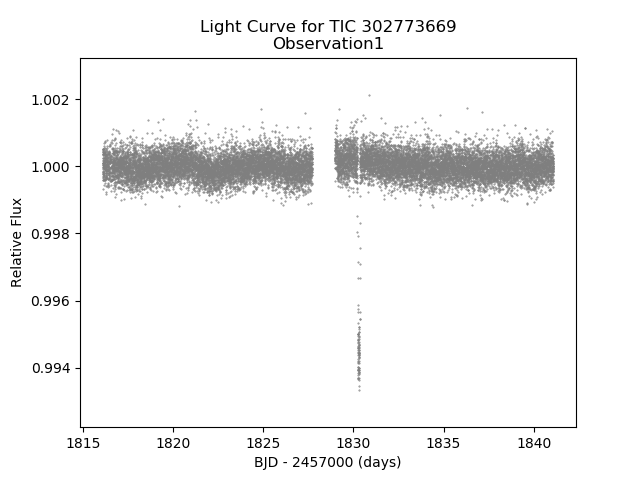 Light Curve for TIC 302773669
Observation1
1.002
1.000
0.998
0.996
0.994
Relative Flux
1815
1820
1825
1830
1835
1840
BJD - 2457000 (days)